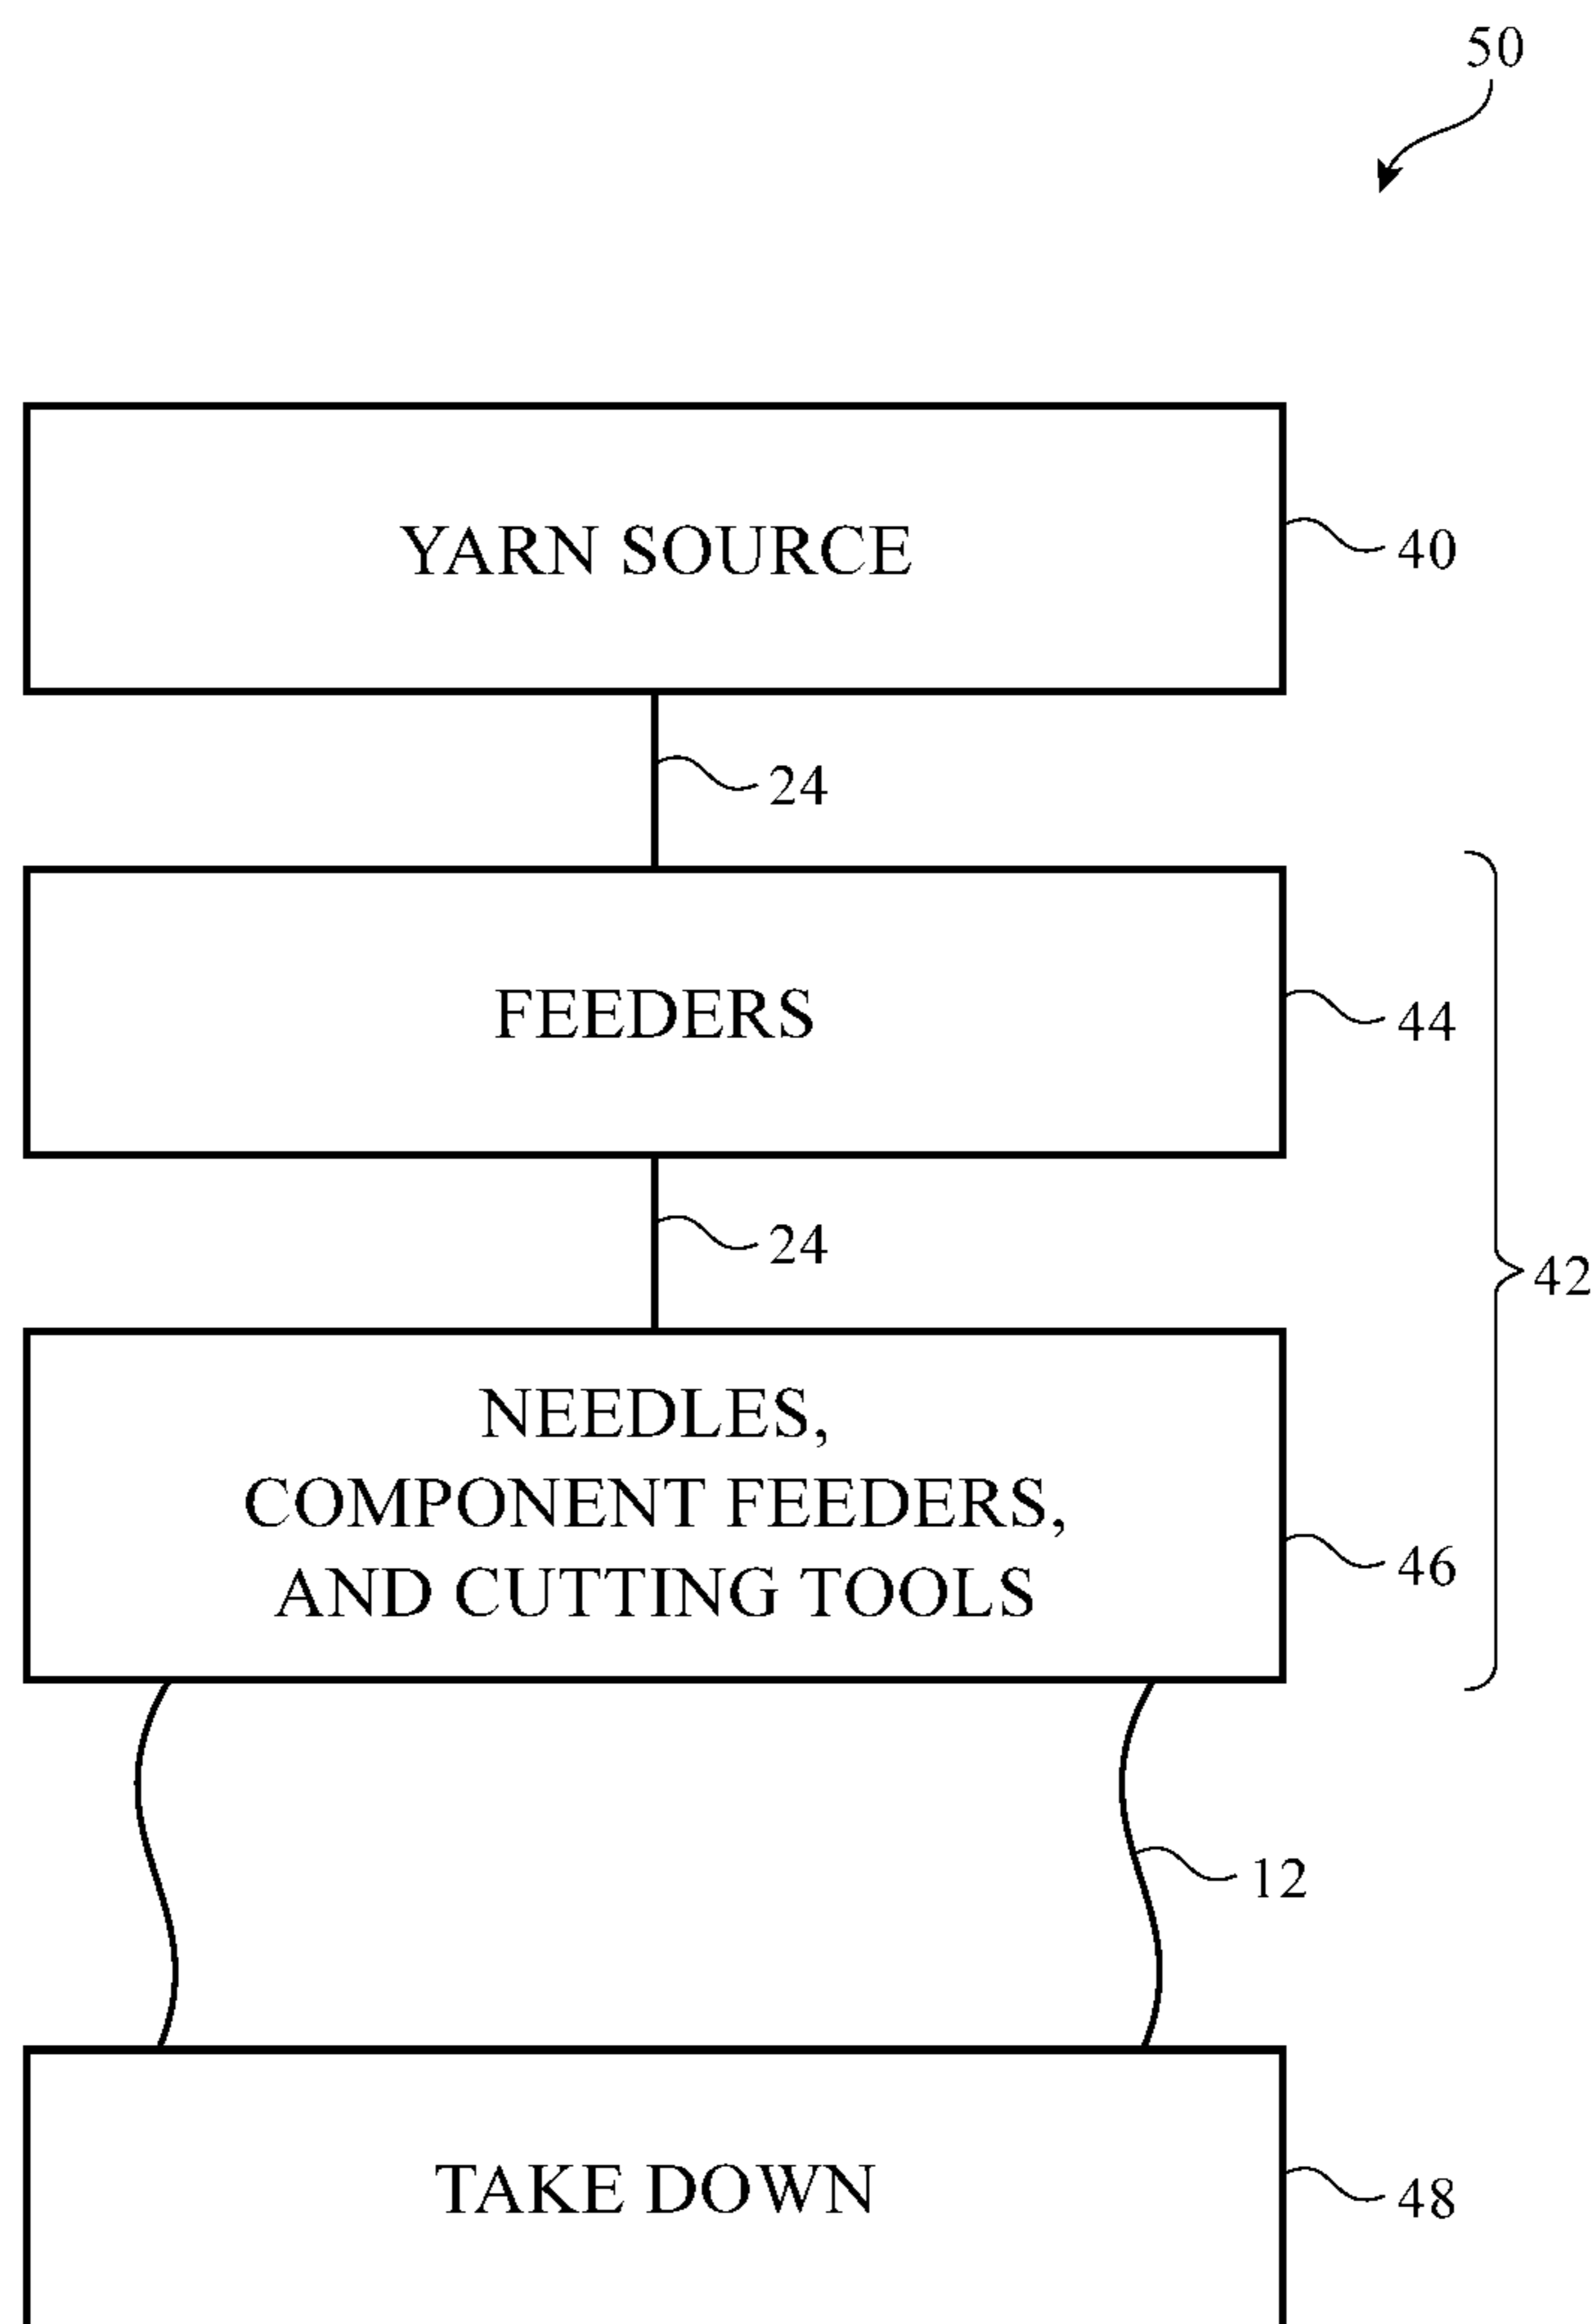 50
YARN SOURCE
40
24
FEEDERS
44
24
42
NEEDLES,
COMPONENT FEEDERS,
AND CUTTING TOOLS
46
12
TAKE DOWN
48